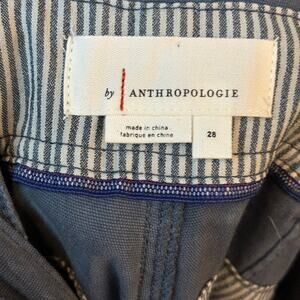 by ANTHROPOLOGIE
made in china
fabriqué en chine
28